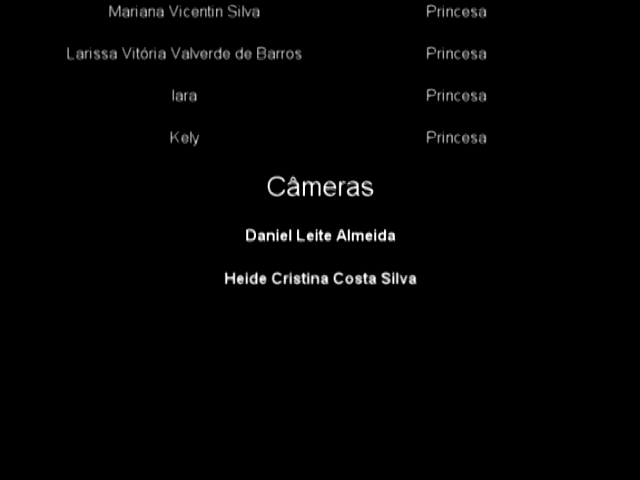 Mariana Vicentin Silva Princesa
Larissa Vitória Valverde de Barros Princesa
Iara Princesa
Kely Princesa
Câmeras
Daniel Leite Almeida
Heide Cristina Costa Silva